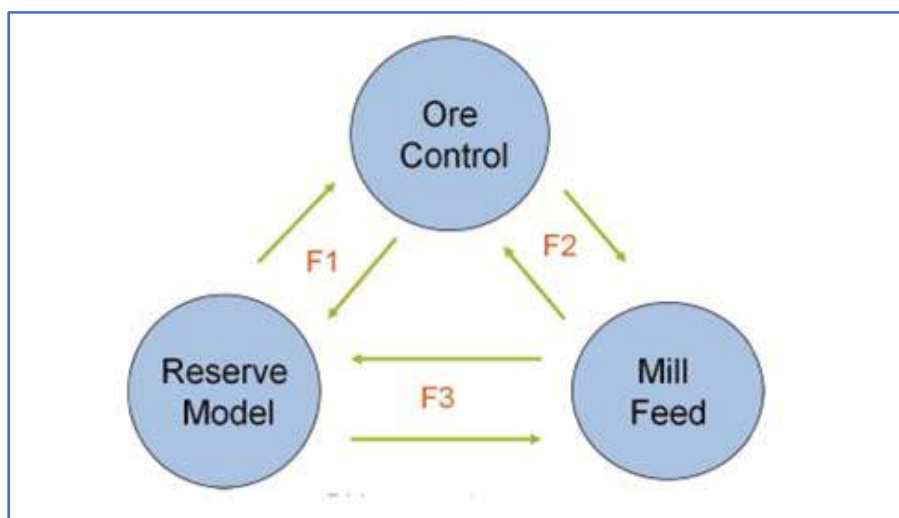 Ore
Control
F1
F2
Reserve
Model
F3
Mill
Feed